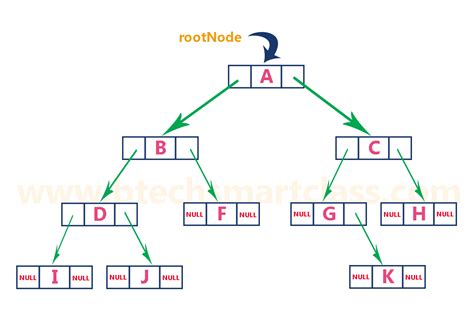 rootNode
A
B C
www.btechsmartclass.com
D NULL F NULL NULL G NULL H NULL
NULL I NULL NULL J NULL NULL K NULL